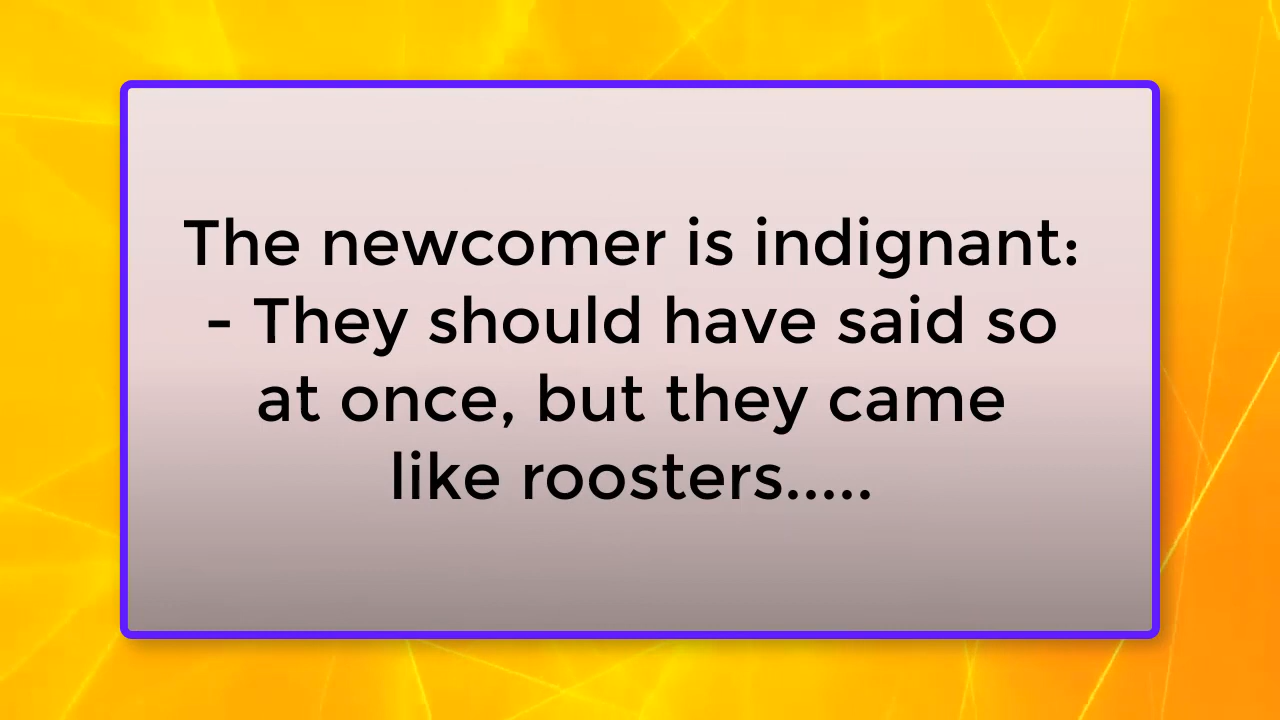 The newcomer is indignant:
- They should have said so
at once, but they came
like roosters.....